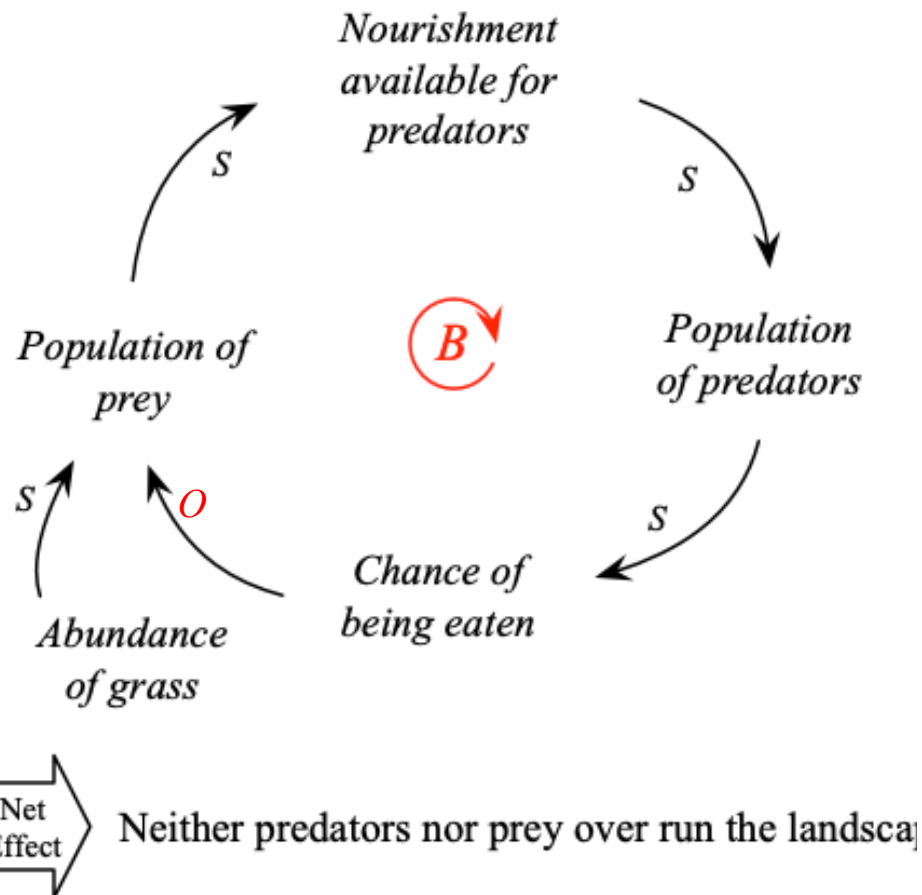 Nourishment
available for
predators
S
S
Population of
prey
B
Population
of predators
S
O
S
Chance of
being eaten
Abundance
of grass
Net
Effect
Neither predators nor prey over run the landscap